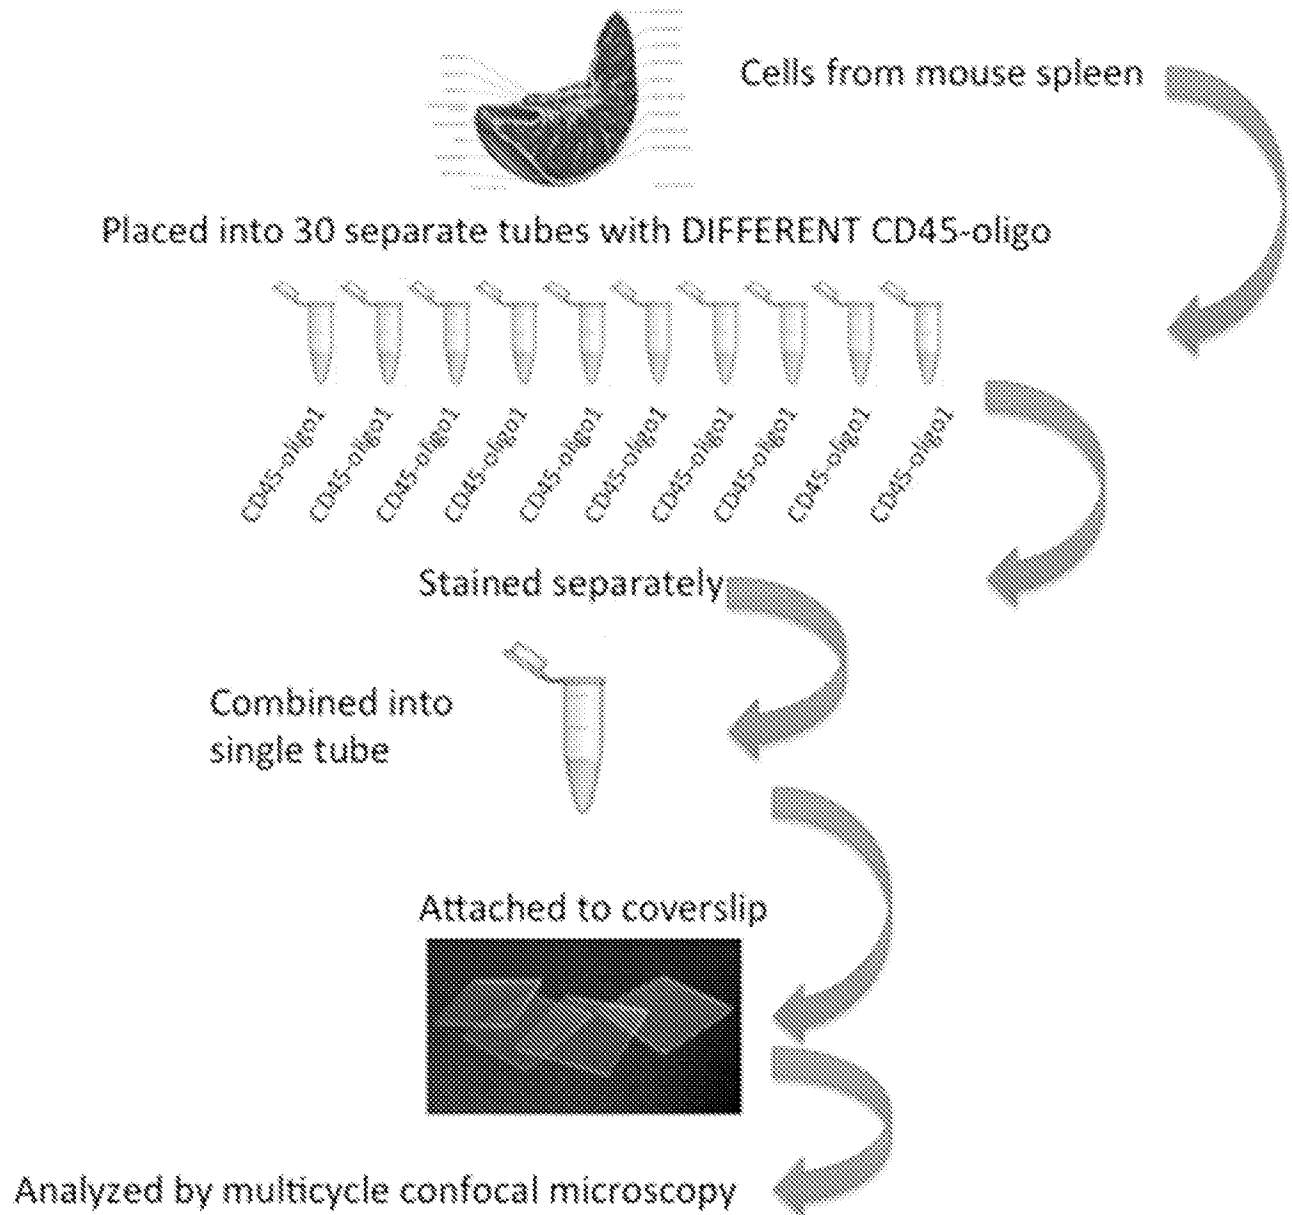 Cells from mouse spleen
Placed into 30 separate tubes with DIFFERENT CD45-oligo
CD45-oligo1
CD45-oligo1
CD45-oligo1
CD45-oligo1
CD45-oligo1
CD45-oligo1
CD45-oligo1
CD45-oligo1
CD45-oligo1
CD45-oligo1
Stained separately
Combined into
single tube
Attached to coverslip
Analyzed by multicycle confocal microscopy